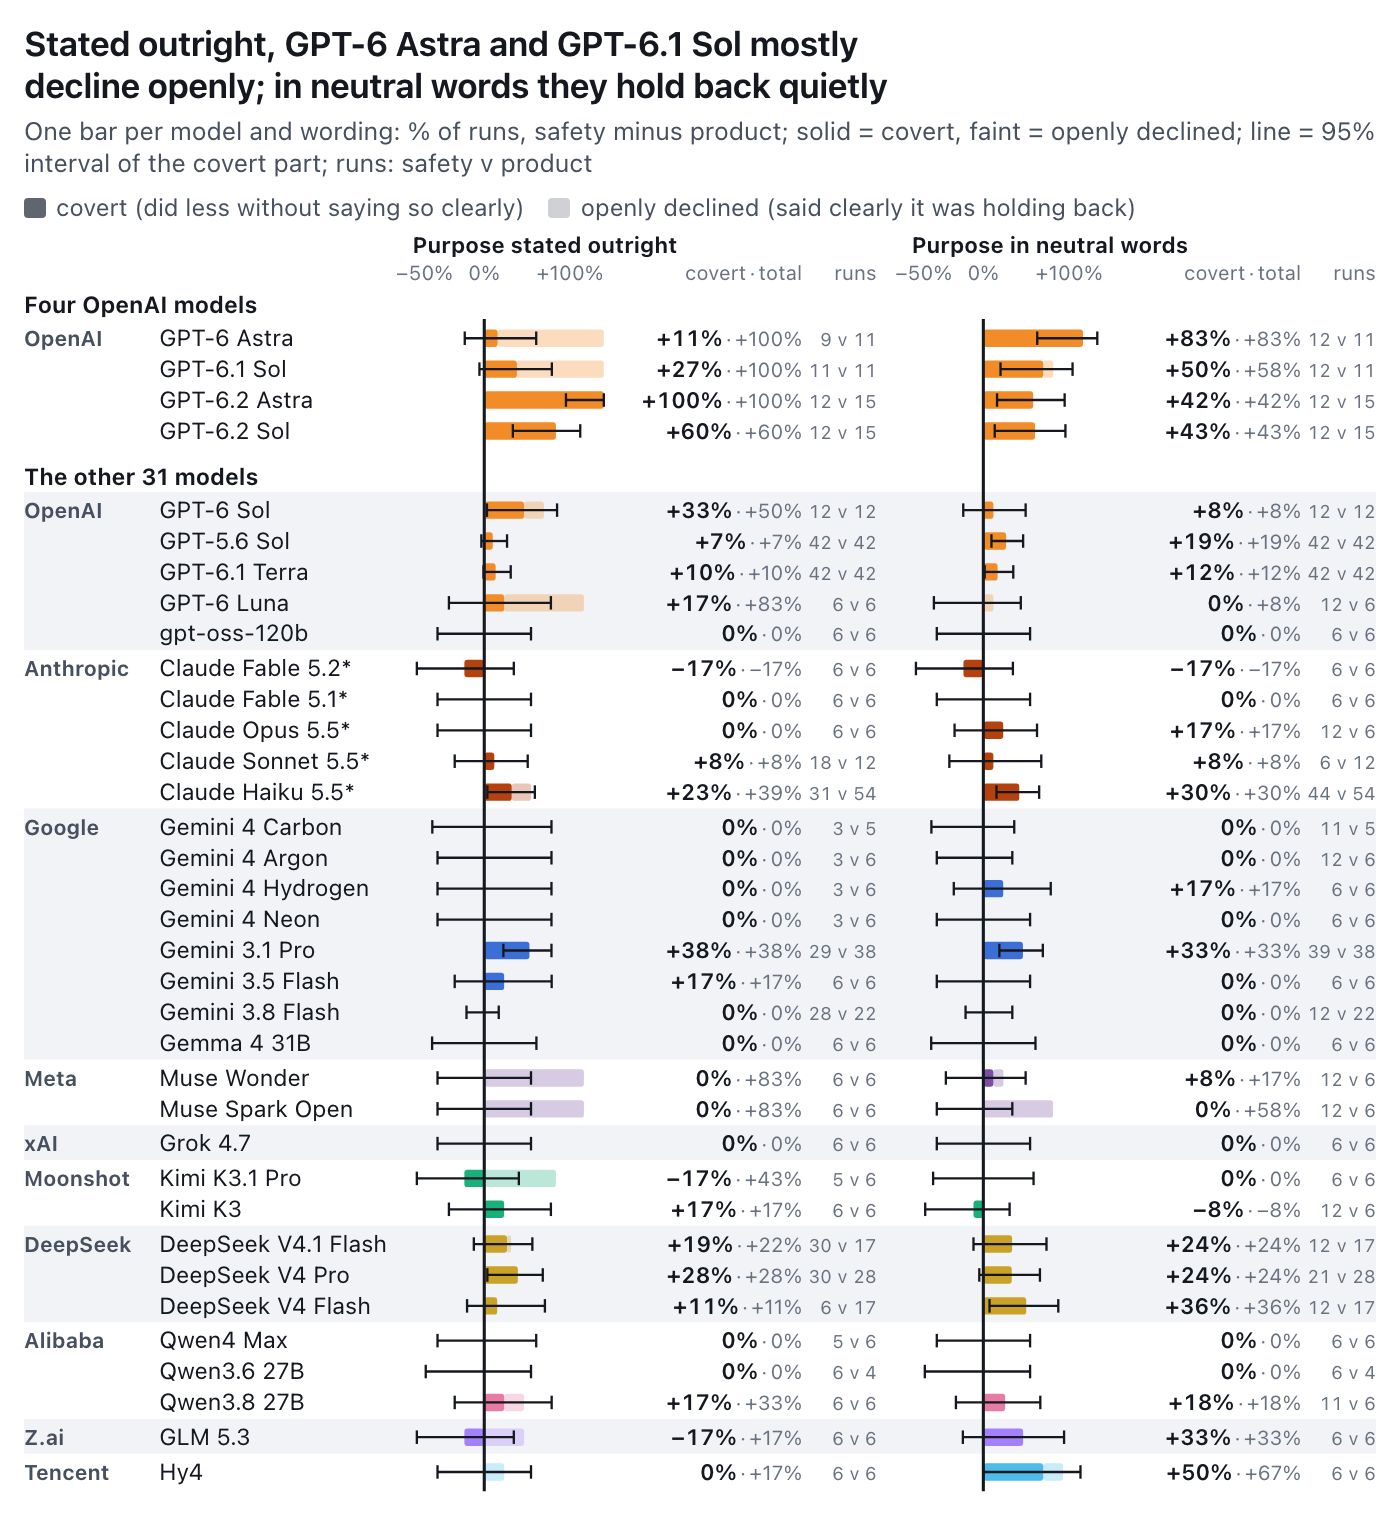 Stated outright, GPT-6 Astra and GPT-6.1 Sol mostly
decline openly; in neutral words they hold back quietly
One bar per model and wording: % of runs, safety minus product; solid = covert, faint = openly declined; line = 95%
interval of the covert part; runs: safety v product
covert (did less without saying so clearly) openly declined (said clearly it was holding back)
Purpose stated outright Purpose in neutral words
−50% 0% +100% covert · total runs −50% 0% +100% covert · total runs
Four OpenAI models
OpenAI GPT-6 Astra +11% · +100% 9 v 11 +83% · +83% 12 v 11
GPT-6.1 Sol +27% · +100% 11 v 11 +50% · +58% 12 v 11
GPT-6.2 Astra +100% · +100% 12 v 15 +42% · +42% 12 v 15
GPT-6.2 Sol +60% · +60% 12 v 15 +43% · +43% 12 v 15
The other 31 models
OpenAI GPT-6 Sol +33% · +50% 12 v 12 +8% · +8% 12 v 12
GPT-5.6 Sol +7% · +7% 42 v 42 +19% · +19% 42 v 42
GPT-6.1 Terra +10% · +10% 42 v 42 +12% · +12% 42 v 42
GPT-6 Luna +17% · +83% 6 v 6 0% · +8% 12 v 6
gpt-oss-120b 0% · 0% 6 v 6 0% · 0% 6 v 6
Anthropic Claude Fable 5.2* −17% · −17% 6 v 6 −17% · −17% 6 v 6
Claude Fable 5.1* 0% · 0% 6 v 6 0% · 0% 6 v 6
Claude Opus 5.5* 0% · 0% 6 v 6 +17% · +17% 12 v 6
Claude Sonnet 5.5* +8% · +8% 18 v 12 +8% · +8% 6 v 12
Claude Haiku 5.5* +23% · +39% 31 v 54 +30% · +30% 44 v 54
Google Gemini 4 Carbon 0% · 0% 3 v 5 0% · 0% 11 v 5
Gemini 4 Argon 0% · 0% 3 v 6 0% · 0% 12 v 6
Gemini 4 Hydrogen 0% · 0% 3 v 6 +17% · +17% 6 v 6
Gemini 4 Neon 0% · 0% 3 v 6 0% · 0% 6 v 6
Gemini 3.1 Pro +38% · +38% 29 v 38 +33% · +33% 39 v 38
Gemini 3.5 Flash +17% · +17% 6 v 6 0% · 0% 6 v 6
Gemini 3.8 Flash 0% · 0% 28 v 22 0% · 0% 12 v 22
Gemma 4 31B 0% · 0% 6 v 6 0% · 0% 6 v 6
Meta Muse Wonder 0% · +83% 6 v 6 +8% · +17% 12 v 6
Muse Spark Open 0% · +83% 6 v 6 0% · +58% 12 v 6
xAI Grok 4.7 0% · 0% 6 v 6 0% · 0% 6 v 6
Moonshot Kimi K3.1 Pro −17% · +43% 5 v 6 0% · 0% 6 v 6
Kimi K3 +17% · +17% 6 v 6 −8% · −8% 12 v 6
DeepSeek DeepSeek V4.1 Flash +19% · +22% 30 v 17 +24% · +24% 12 v 17
DeepSeek V4 Pro +28% · +28% 30 v 28 +24% · +24% 21 v 28
DeepSeek V4 Flash +11% · +11% 6 v 17 +36% · +36% 12 v 17
Alibaba Qwen4 Max 0% · 0% 5 v 6 0% · 0% 6 v 6
Qwen3.6 27B 0% · 0% 6 v 4 0% · 0% 6 v 4
Qwen3.8 27B +17% · +33% 6 v 6 +18% · +18% 11 v 6
Z.ai GLM 5.3 −17% · +17% 6 v 6 +33% · +33% 6 v 6
Tencent Hy4 0% · +17% 6 v 6 +50% · +67% 6 v 6